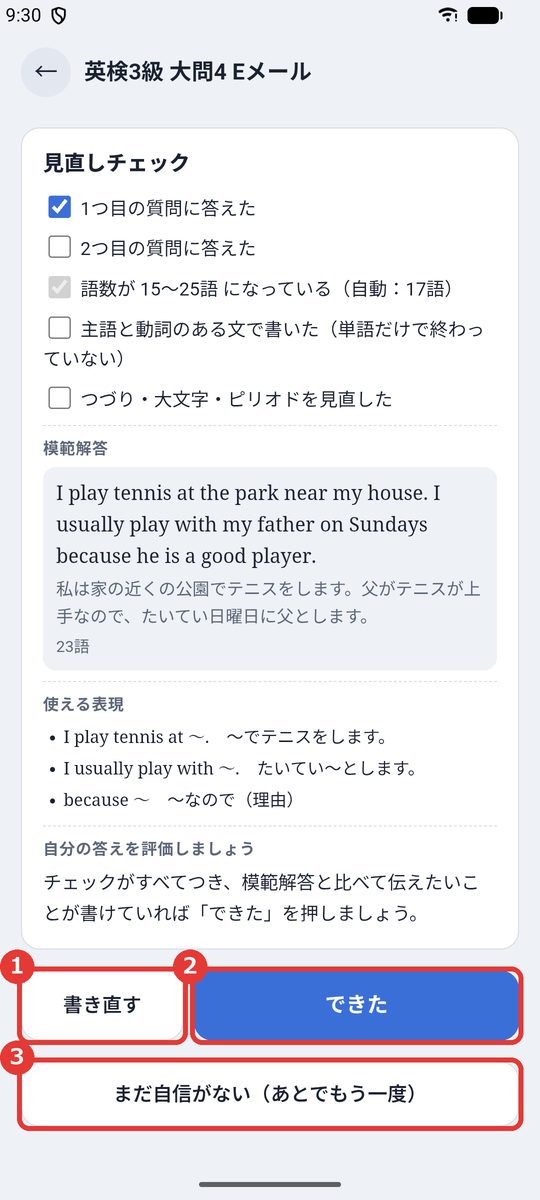 9:30
← 英検3級 大問4 Eメール
見直しチェック
1つ目の質問に答えた
2つ目の質問に答えた
語数が 15〜25語 になっている（自動：17語）
主語と動詞のある文で書いた（単語だけで終わっ
ていない）
つづり・大文字・ピリオドを見直した
模範解答
I play tennis at the park near my house. I
usually play with my father on Sundays
because he is a good player.
私は家の近くの公園でテニスをします。父がテニスが上
手なので、たいてい日曜日に父とします。
23語
使える表現
• I play tennis at 〜.　〜でテニスをします。
• I usually play with 〜.　たいてい〜とします。
• because 〜　〜なので（理由）
自分の答えを評価しましょう
チェックがすべてつき、模範解答と比べて伝えたいこ
とが書けていれば「できた」を押しましょう。
1 2
書き直す できた
3
まだ自信がない（あとでもう一度）